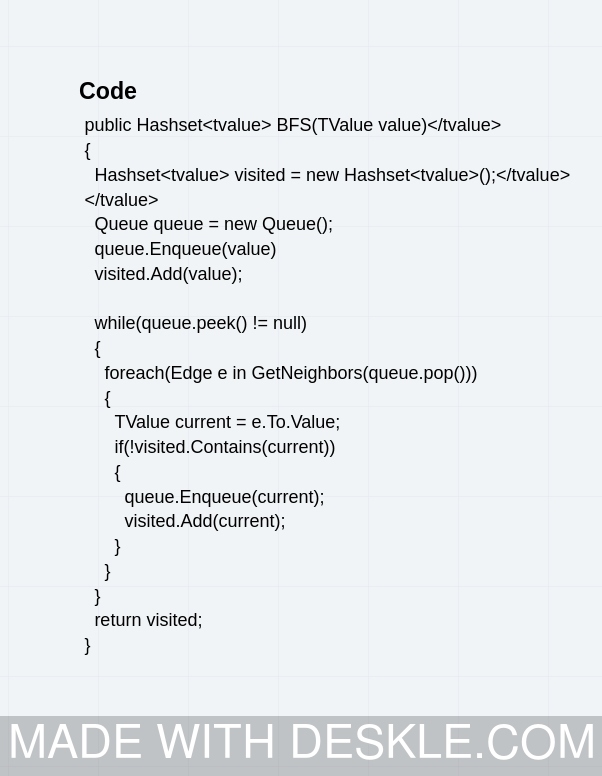 Code
public Hashset<tvalue> BFS(TValue value)</tvalue>
{
Hashset<tvalue> visited = new Hashset<tvalue>();</tvalue>
</tvalue>
Queue queue = new Queue();
queue.Enqueue(value)
visited.Add(value);
while(queue.peek() != null)
{
foreach(Edge e in GetNeighbors(queue.pop()))
{
TValue current = e.To.Value;
if(!visited.Contains(current))
{
queue.Enqueue(current);
visited.Add(current);
}
}
}
return visited;
}
MADE WITH DESKLE.COM